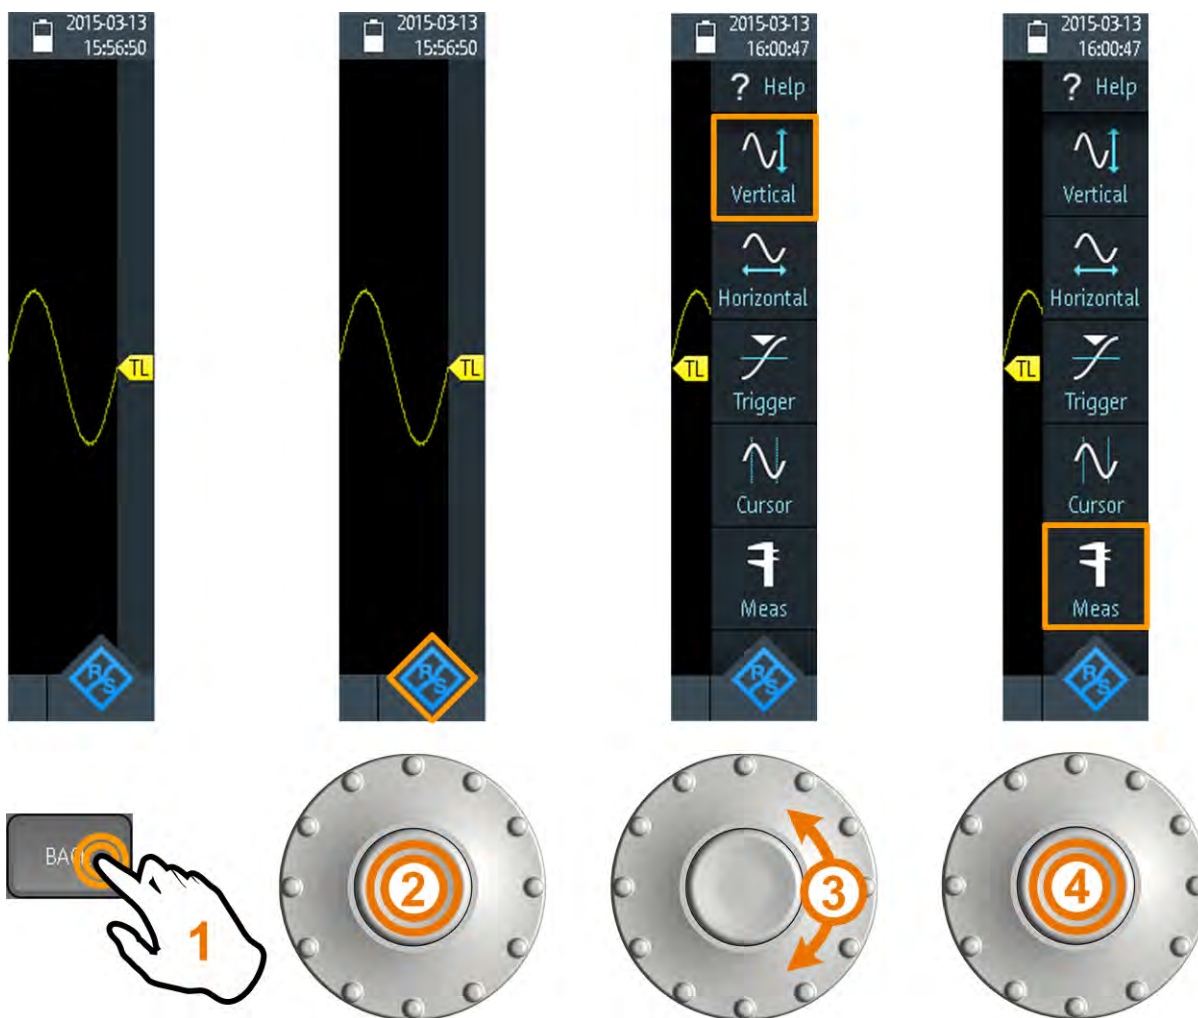 2015-03-13
15:56:50
TL
R
S
2015-03-13
15:56:50
TL
R
S
2015-03-13
16:00:47
? Help
Vertical
Horizontal
Trigger
TL
Cursor
Meas
R
S
2015-03-13
16:00:47
? Help
Vertical
Horizontal
Trigger
TL
Cursor
Meas
R
S
1
2
3
4